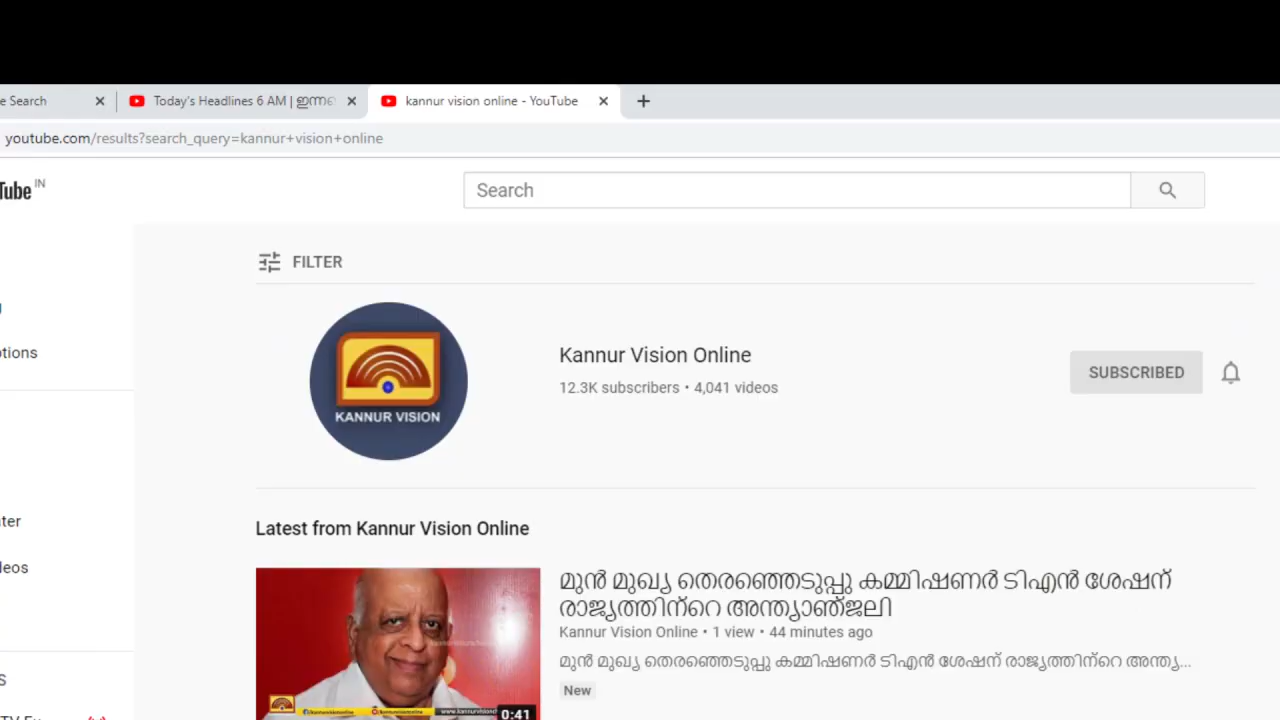 e Search
Today's Headlines 6 AM | ഇന്ന
kannur vision online - YouTube
youtube.com/results?search_query=kannur+vision+online
Tube IN
Search
FILTER
KANNUR VISION
Kannur Vision Online
12.3K subscribers • 4,041 videos
SUBSCRIBED
ptions
Latest from Kannur Vision Online
ter
leos
മുൻ മുഖ്യ തെരഞ്ഞെടുപ്പു കമ്മിഷണർ ടിഎൻ ശേഷന്
രാജ്യത്തിന്റെ അന്ത്യാഞ്ജലി
Kannur Vision Online • 1 view • 44 minutes ago
മുൻ മുഖ്യ തെരഞ്ഞെടുപ്പു കമ്മിഷണർ ടിഎൻ ശേഷന് രാജ്യത്തിന്റെ അന്ത്യ...
New
0:41
S